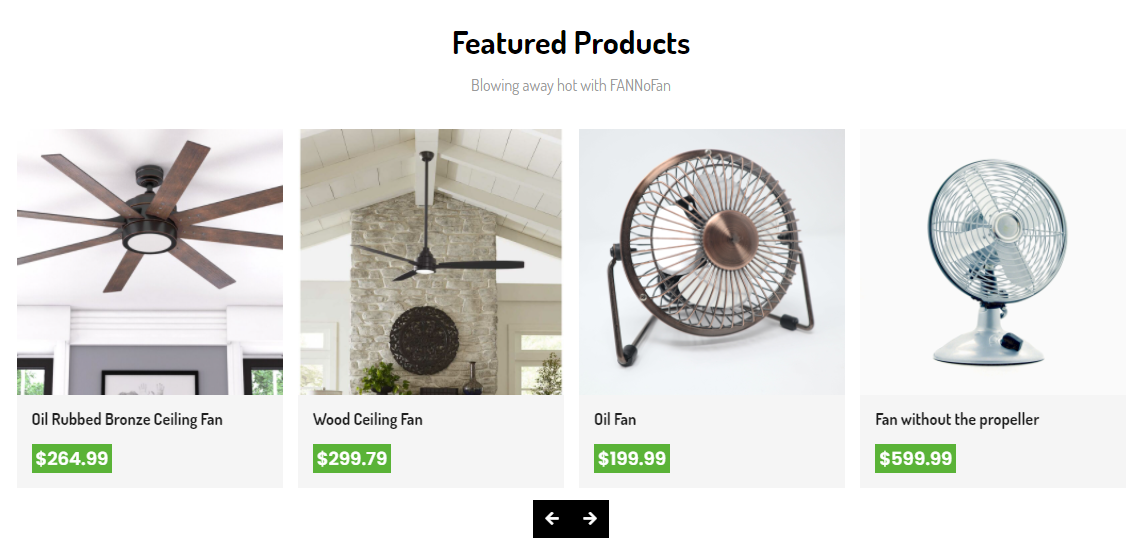 Featured Products
Blowing away hot with FANNoFan
Oil Rubbed Bronze Ceiling Fan
Wood Ceiling Fan
Oil Fan
Fan without the propeller
$264.99
$299.79
$199.99
$599.99